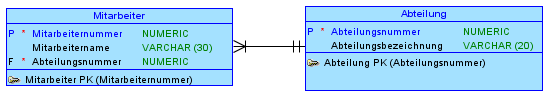 Mitarbeiter
P * Mitarbeiternummer NUMERIC
Mitarbeitername VARCHAR (30)
F * Abteilungsnummer NUMERIC
Mitarbeiter PK (Mitarbeiternummer)
Abteilung
P * Abteilungsnummer NUMERIC
Abteilungsbezeichnung VARCHAR (20)
Abteilung PK (Abteilungsnummer)